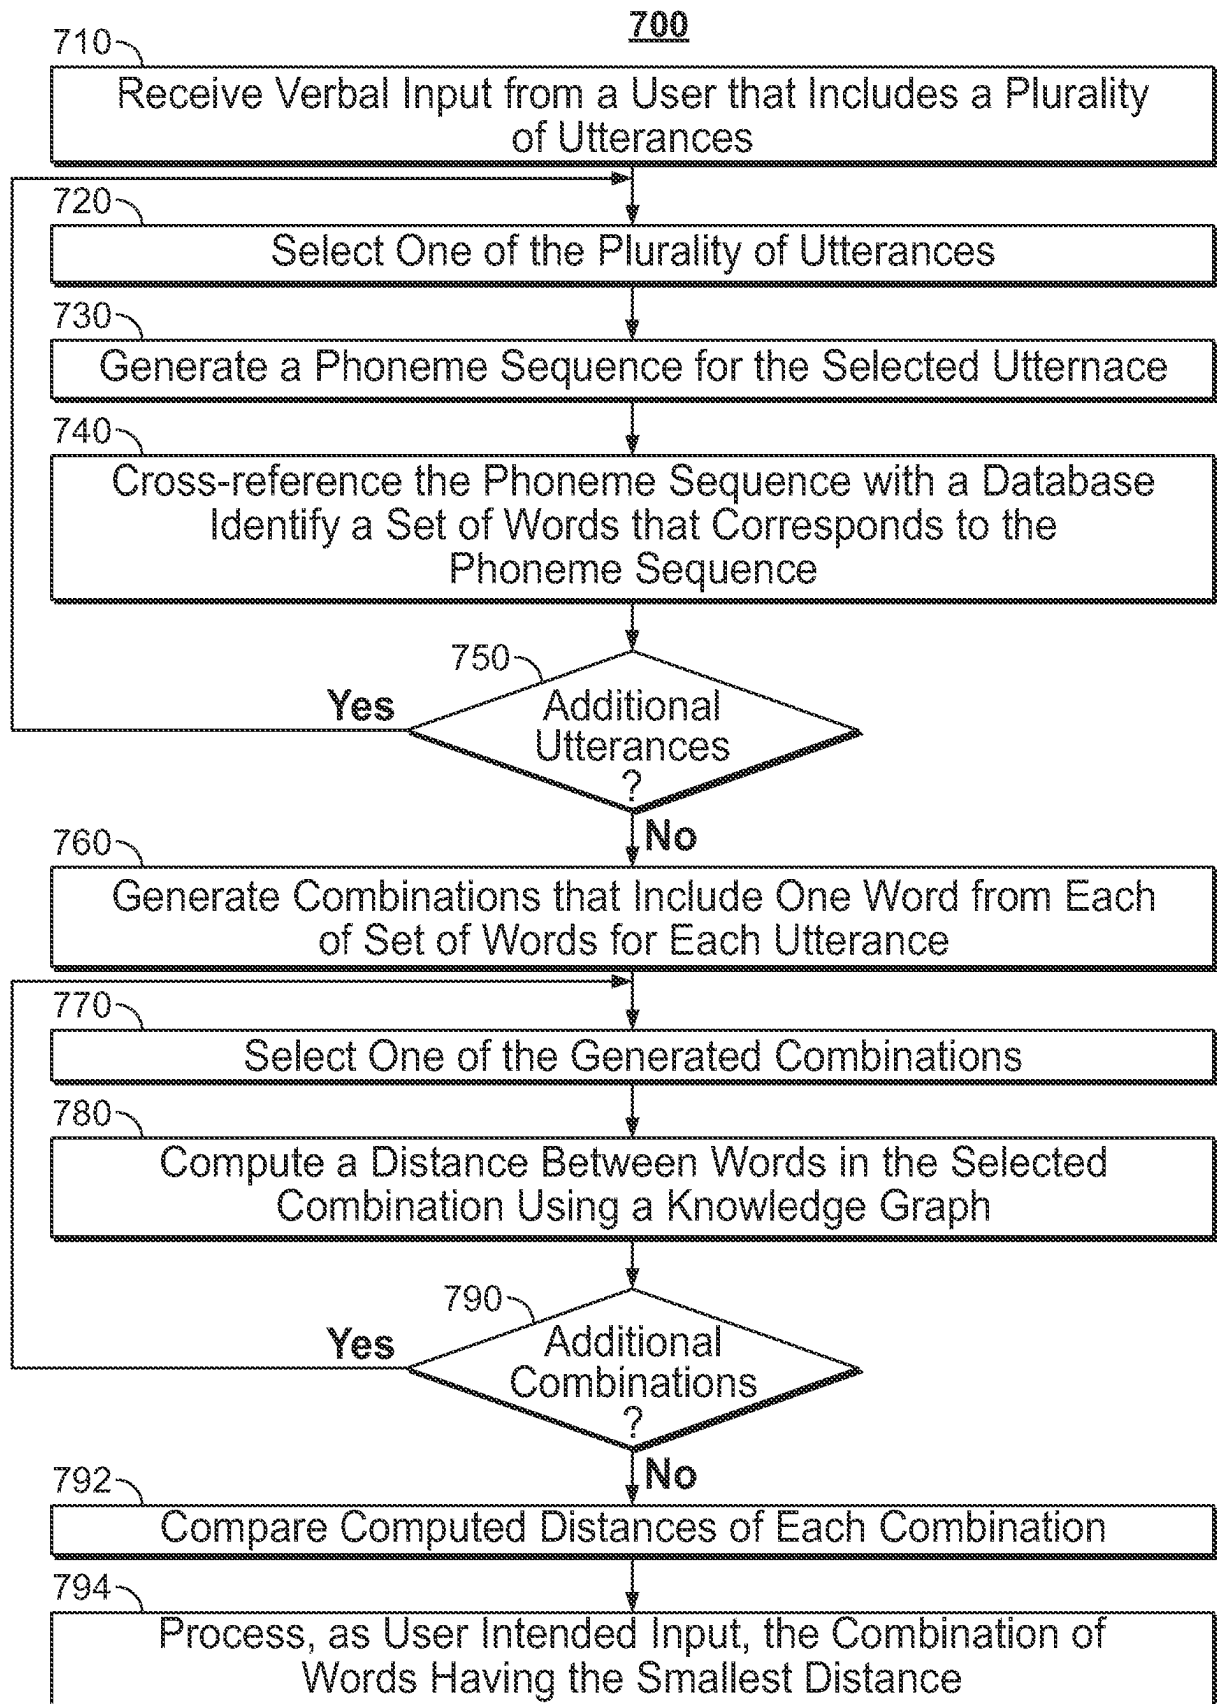 700
710
Receive Verbal Input from a User that Includes a Plurality
of Utterances
720
Select One of the Plurality of Utterances
730
Generate a Phoneme Sequence for the Selected Utternace
740
Cross-reference the Phoneme Sequence with a Database
Identify a Set of Words that Corresponds to the
Phoneme Sequence
750
Yes
Additional
Utterances
?
No
760
Generate Combinations that Include One Word from Each
of Set of Words for Each Utterance
770
Select One of the Generated Combinations
780
Compute a Distance Between Words in the Selected
Combination Using a Knowledge Graph
790
Yes
Additional
Combinations
?
No
792
Compare Computed Distances of Each Combination
794
Process, as User Intended Input, the Combination of
Words Having the Smallest Distance